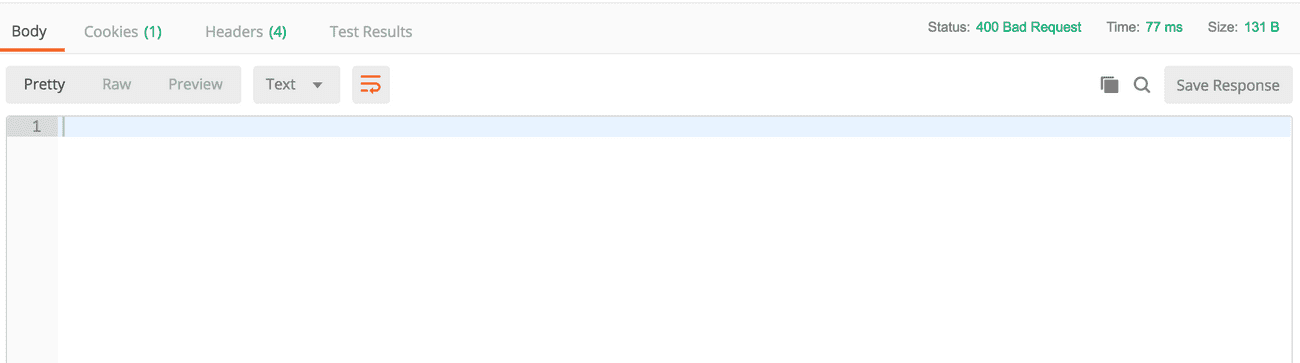 Body Cookies (1) Headers (4) Test Results Status: 400 Bad Request Time: 77 ms Size: 131 B
Pretty Raw Preview Text Save Response
1